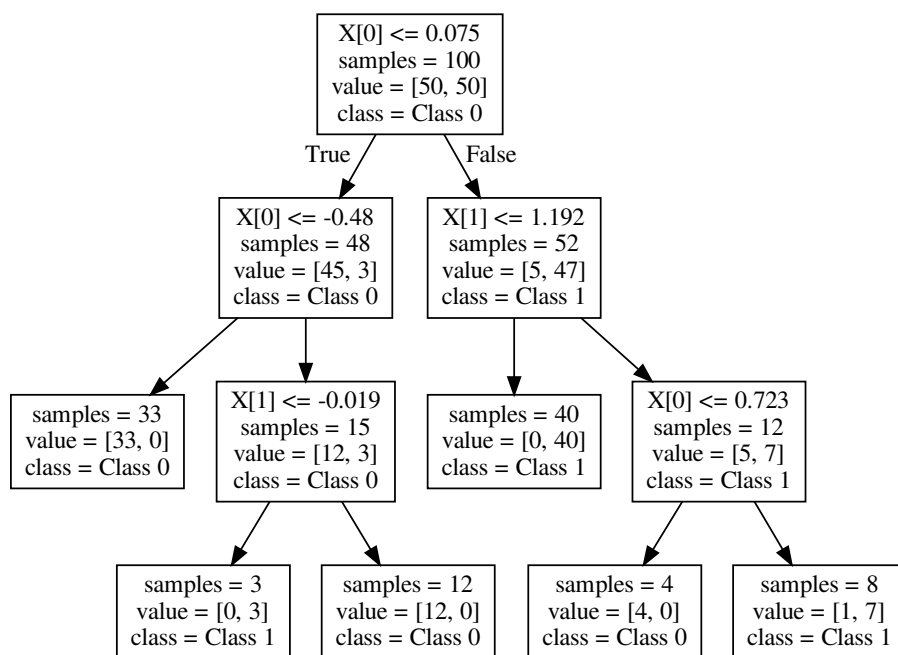 X[0] <= 0.075
samples = 100
value = [50, 50]
class = Class 0
True
False
X[0] <= -0.48
samples = 48
value = [45, 3]
class = Class 0
X[1] <= 1.192
samples = 52
value = [5, 47]
class = Class 1
samples = 33
value = [33, 0]
class = Class 0
X[1] <= -0.019
samples = 15
value = [12, 3]
class = Class 0
samples = 40
value = [0, 40]
class = Class 1
X[0] <= 0.723
samples = 12
value = [5, 7]
class = Class 1
samples = 3
value = [0, 3]
class = Class 1
samples = 12
value = [12, 0]
class = Class 0
samples = 4
value = [4, 0]
class = Class 0
samples = 8
value = [1, 7]
class = Class 1